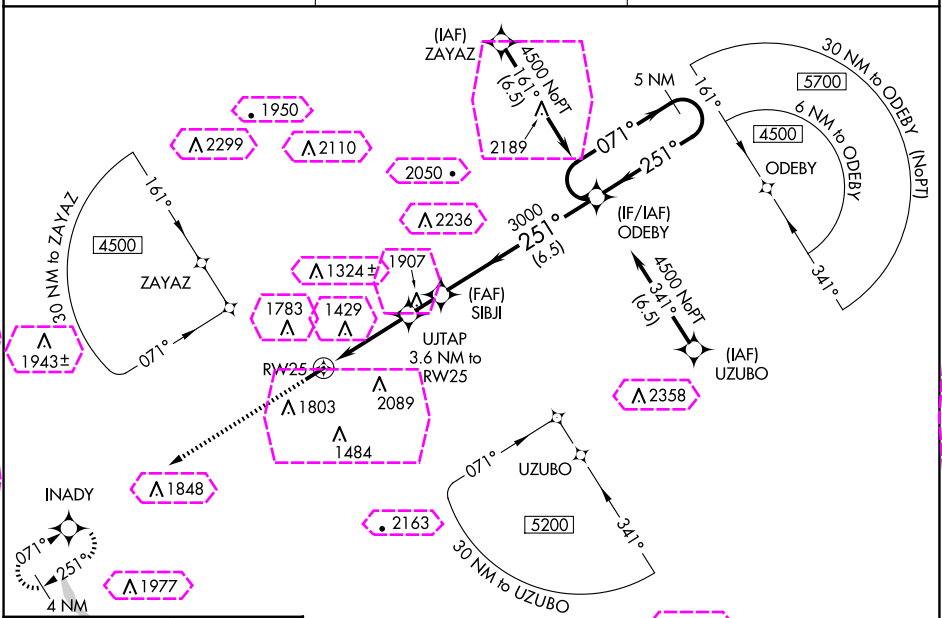 (IAF)
ZAYAZ
4500 NoPT
161°
(6.5)
2189
1950
2299
2110
2050
2236
5 NM
071°
251°
161°
30 NM to ODEBY
(NoPT)
5700
6 NM to ODEBY
4500
ODEBY
341°
(IF/IAF)
ODEBY
3000
251°
(6.5)
30 NM to ZAYAZ
161°
4500
ZAYAZ
071°
1324±
1907
(FAF)
SIBJI
1783
1429
UJTAP
3.6 NM to
RW25
RW25
4500 NoPT
341°
(6.5)
(IAF)
UZUBO
1943±
1803
2089
1484
2358
1848
INADY
071°
251°
4 NM
1977
2163
071°
UZUBO
5200
341°
30 NM to UZUBO